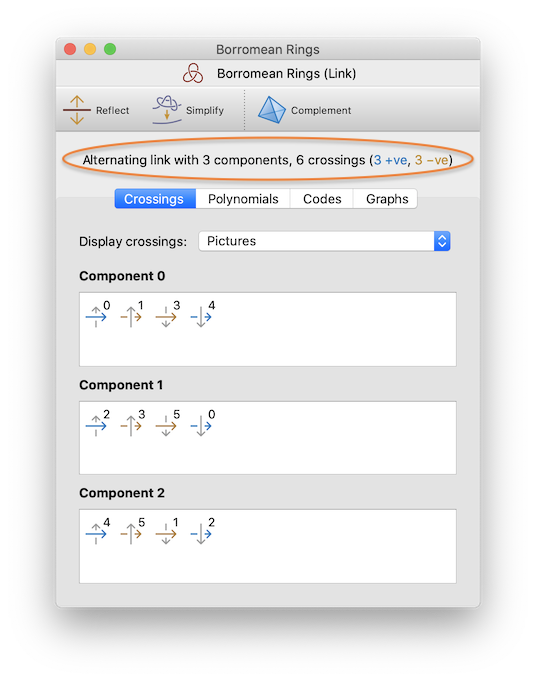 Borromean Rings
Borromean Rings (Link)
Reflect Simplify Complement
Alternating link with 3 components, 6 crossings (3 +ve, 3 −ve)
Crossings Polynomials Codes Graphs
Display crossings: Pictures
Component 0
0 1 3 4
Component 1
2 3 5 0
Component 2
4 5 1 2